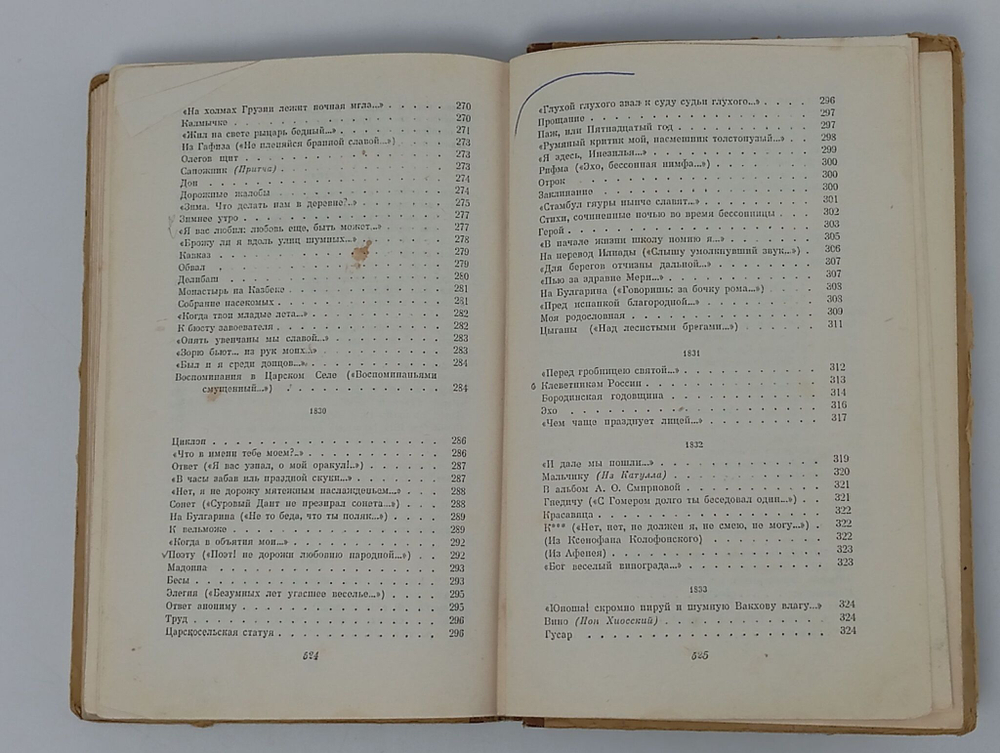 «На холмах Грузии лежит ночная мгла...» . . . . . 270
Калмычке . . . . . . . . . . . . . . . . . . 270
«Жил на свете рыцарь бедный...» . . . . . . . . 271
Из Гафиза («Не пленяйся бранной славой...») . . . . 273
Олегов щит . . . . . . . . . . . . . . . . . 273
Сапожник (Притча) . . . . . . . . . . . . . . 273
Дон . . . . . . . . . . . . . . . . . . . . 274
Дорожные жалобы . . . . . . . . . . . . . . . 274
«Зима. Что делать нам в деревне?..» . . . . . . . 275
Зимнее утро . . . . . . . . . . . . . . . . . 277
«Я вас любил: любовь еще, быть может...» . . . . . 277
«Брожу ли я вдоль улиц шумных...» . . . . . . . 278
Кавказ . . . . . . . . . . . . . . . . . . . 279
Обвал . . . . . . . . . . . . . . . . . . . 279
Делибаш . . . . . . . . . . . . . . . . . . 280
Монастырь на Казбеке . . . . . . . . . . . . . 281
Собрание насекомых . . . . . . . . . . . . . . 281
«Когда твои младые лета...» . . . . . . . . . . 282
К бюсту завоевателя . . . . . . . . . . . . . . 282
«Опять увенчаны мы славой...» . . . . . . . . . 283
«Зорю бьют... из рук моих...» . . . . . . . . . . 283
«Был и я среди донцов...» . . . . . . . . . . . 284
Воспоминания в Царском Селе («Воспоминаньями
смущенный...») . . . . . . . . . . . . . . 284
1830
Циклоп . . . . . . . . . . . . . . . . . . . 286
«Что в имени тебе моем?..» . . . . . . . . . . . 286
Ответ («Я вас узнал, о мой оракул!..») . . . . . . 287
«В часы забав иль праздной скуки...» . . . . . . . 287
«Нет, я не дорожу мятежным наслажденьем...» . . . . 288
Сонет («Суровый Дант не презирал сонета...») . . . . 288
На Булгарина («Не то беда, что ты поляк...») . . . . 289
К вельможе . . . . . . . . . . . . . . . . . 289
«Когда в объятия мои...» . . . . . . . . . . . . 292
Поэту («Поэт! не дорожи любовию народной...») . . . 292
Мадонна . . . . . . . . . . . . . . . . . . 293
Бесы . . . . . . . . . . . . . . . . . . . . 293
Элегия («Безумных лет угасшее веселье...») . . . . . 295
Ответ анониму . . . . . . . . . . . . . . . . 295
Труд . . . . . . . . . . . . . . . . . . . . 296
Царскосельская статуя . . . . . . . . . . . . . 296
524
«Глухой глухого звал к суду судьи глухого...» . . . . 296
Прощание . . . . . . . . . . . . . . . . . . 297
Паж, или Пятнадцатый год . . . . . . . . . . . 297
«Румяный критик мой, насмешник толстопузый...» . . 298
«Я здесь, Инезилья...» . . . . . . . . . . . . . 299
Рифма («Эхо, бессонная нимфа...») . . . . . . . . 300
Отрок . . . . . . . . . . . . . . . . . . . 300
Заклинание . . . . . . . . . . . . . . . . . 300
«Стамбул гяуры нынче славят...» . . . . . . . . 301
Стихи, сочиненные ночью во время бессонницы . . . 302
Герой . . . . . . . . . . . . . . . . . . . 303
«В начале жизни школу помню я...» . . . . . . . 305
На перевод Илиады («Слышу умолкнувший звук...») . 306
«Для берегов отчизны дальной...» . . . . . . . . 307
«Пью за здравие Мери...» . . . . . . . . . . . 307
На Булгарина («Говоришь: за бочку рома...») . . . . 308
«Пред испанкой благородной...» . . . . . . . . . 308
Моя родословная . . . . . . . . . . . . . . . 309
Цыганы («Над лесистыми брегами...») . . . . . . 311
1831
«Перед гробницею святой...» . . . . . . . . . . 312
б Клеветникам России . . . . . . . . . . . . . 313
Бородинская годовщина . . . . . . . . . . . . 314
Эхо . . . . . . . . . . . . . . . . . . . . 316
«Чем чаще празднует лицей...» . . . . . . . . . 317
1832
«И дале мы пошли...» . . . . . . . . . . . . . 319
Мальчику (Из Катулла) . . . . . . . . . . . . 320
В альбом А. О. Смирновой . . . . . . . . . . . 321
Гнедичу («С Гомером долго ты беседовал один...») . . 321
Красавица . . . . . . . . . . . . . . . . . . 322
К*** («Нет, нет, не должен я, не смею, не могу...») . 322
(Из Ксенофана Колофонского) . . . . . . . . . . 322
(Из Афенея) . . . . . . . . . . . . . . . . . 323
«Бог веселый винограда...» . . . . . . . . . . . 323
1833
«Юноша! скромно пируй и шумную Вакхову влагу...» 324
Вино (Ион Хиосский) . . . . . . . . . . . . . 324
Гусар . . . . . . . . . . . . . . . . . . . 324
525